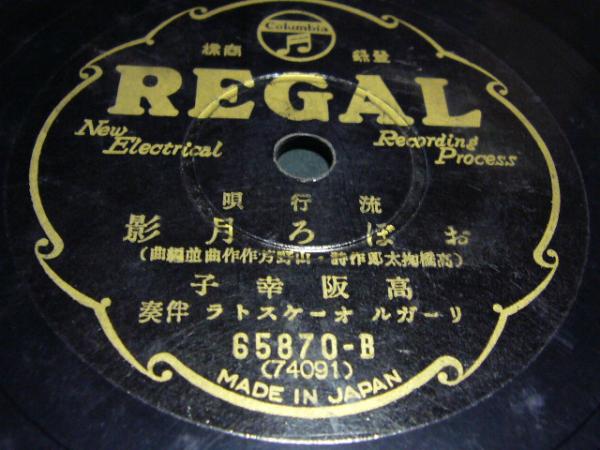 Columbia
登録 商標
REGAL
New Electrical
Recording Process
流行唄
おぼろ月影
(高橋掬太郎作詩・山野芳作作曲並編曲)
高阪幸子
リーガル オーケストラ 伴奏
65870-B
(74091)
MADE IN JAPAN